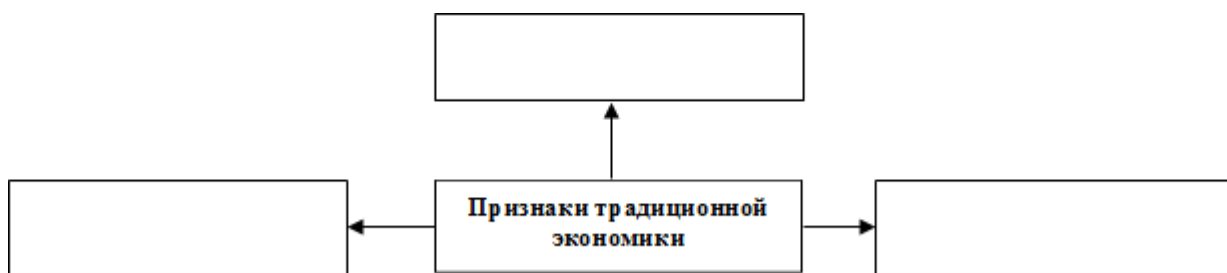 Признаки традиционной
экономики